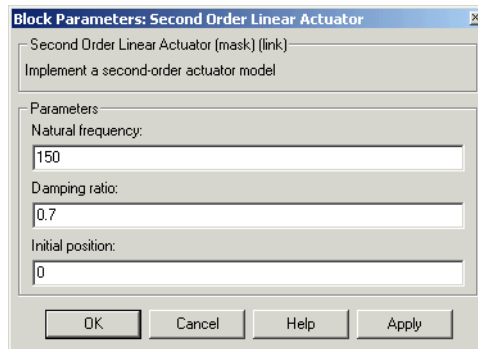 Block Parameters: Second Order Linear Actuator
Second Order Linear Actuator (mask) (link)
Implement a second-order actuator model
Parameters
Natural frequency:
150
Damping ratio:
0.7
Initial position:
0
OK Cancel Help Apply